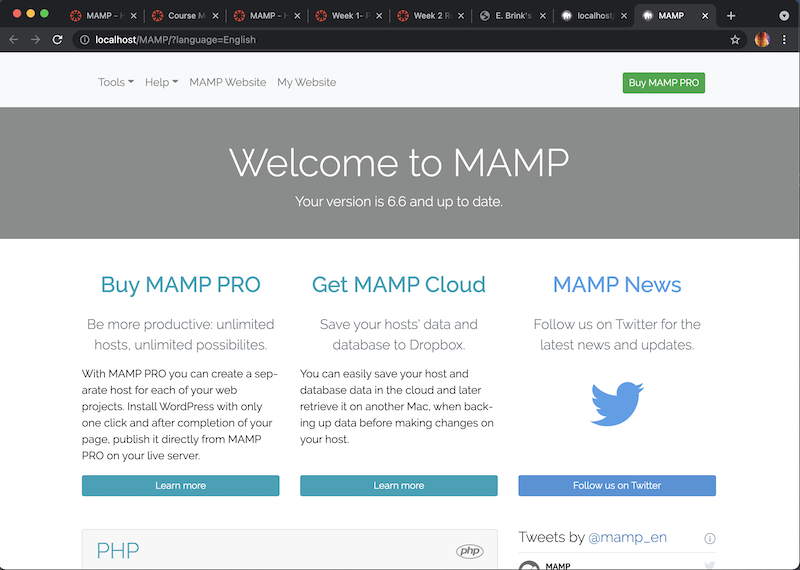 MAMP - H
Course M
MAMP - H
Week 1- F
Week 2 R
E. Brink's
localhost/
MAMP
localhost/MAMP/?language=English
Tools Help MAMP Website My Website
Buy MAMP PRO
Welcome to MAMP
Your version is 6.6 and up to date.
Buy MAMP PRO
Be more productive: unlimited
hosts, unlimited possibilites.
With MAMP PRO you can create a sep-
arate host for each of your web
projects. Install WordPress with only
one click and after completion of your
page, publish it directly from MAMP
PRO on your live server.
Learn more
Get MAMP Cloud
Save your hosts' data and
database to Dropbox.
You can easily save your host and
database data in the cloud and later
retrieve it on another Mac, when back-
ing up data before making changes on
your host.
Learn more
MAMP News
Follow us on Twitter for the
latest news and updates.
Follow us on Twitter
PHP
php
Tweets by @mamp_en
MAMP